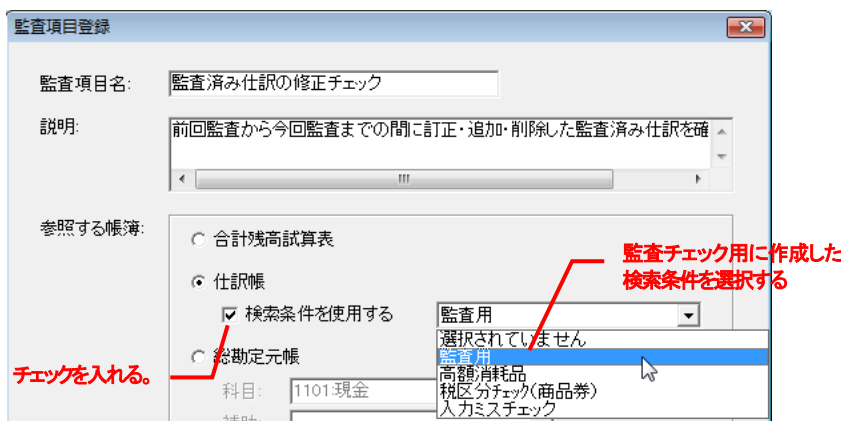 監査項目登録
監査項目名:
監査済み仕訳の修正チェック
説明:
前回監査から今回監査までの間に訂正・追加・削除した監査済み仕訳を確
参照する帳簿:
合計残高試算表
監査チェック用に作成した
検索条件を選択する
仕訳帳
検索条件を使用する
監査用
選択されていません
監査用
高額消耗品
税区分チェック(商品券)
入力ミスチェック
総勘定元帳
チェックを入れる。
科目:
1101:現金